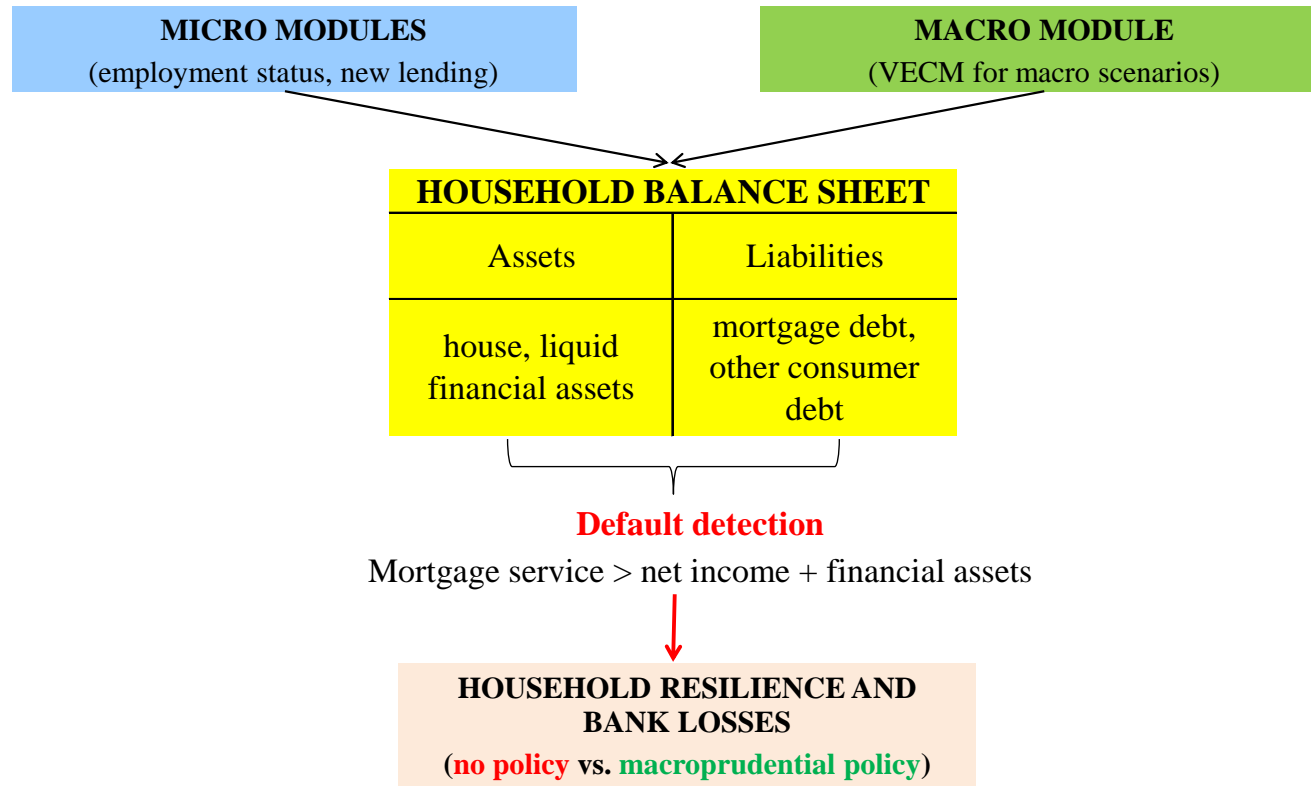 MICRO MODULES
(employment status, new lending)
MACRO MODULE
(VECM for macro scenarios)
HOUSEHOLD BALANCE SHEET
Assets
Liabilities
house, liquid
financial assets
mortgage debt,
other consumer
debt
Default detection
Mortgage service > net income + financial assets
HOUSEHOLD RESILIENCE AND
BANK LOSSES
(no policy vs. macroprudential policy)